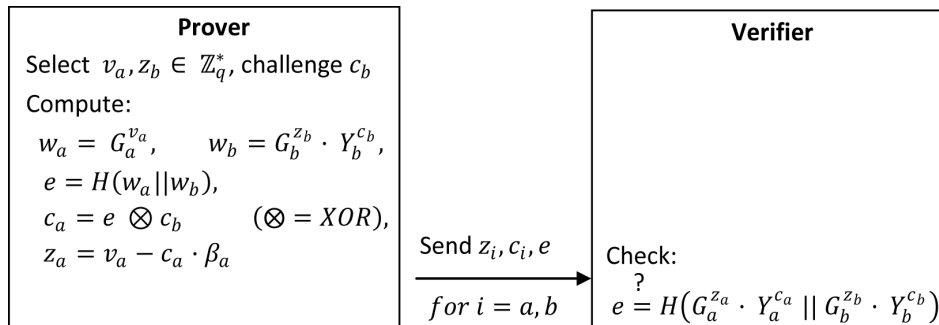 Prover
Select v_a, z_b ∈ ℤ_q^*, challenge c_b
Compute:
w_a = G_a^{v_a}, w_b = G_b^{z_b} · Y_b^{c_b},
e = H(w_a||w_b),
c_a = e ⊗ c_b (⊗ = XOR),
z_a = v_a − c_a · β_a
Send z_i, c_i, e
for i = a, b
Verifier
Check:
?
e = H(G_a^{z_a} · Y_a^{c_a} || G_b^{z_b} · Y_b^{c_b})